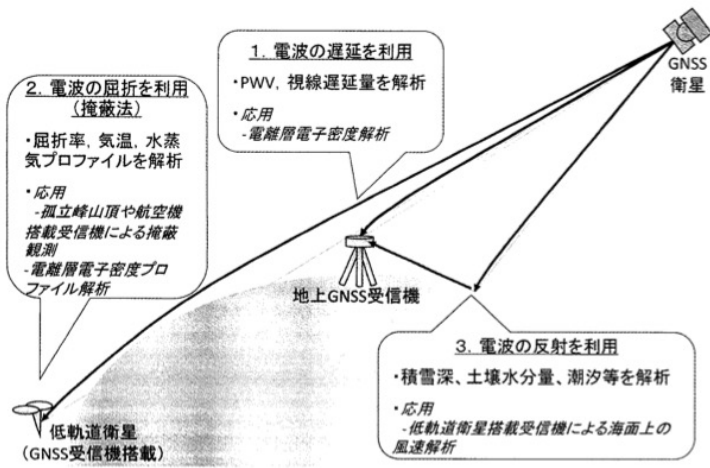 GNSS
衛星
1. 電波の遅延を利用
・PWV, 視線遅延量を解析
・応用
-電離層電子密度解析
2. 電波の屈折を利用
(掩蔽法)
・屈折率, 気温, 水蒸
気プロファイルを解析
・応用
-孤立峰山頂や航空機
搭載受信機による掩蔽
観測
-電離層電子密度プロ
ファイル解析
地上GNSS受信機
3. 電波の反射を利用
・積雪深、土壌水分量、潮汐等を解析
・応用
-低軌道衛星搭載受信機による海面上の
風速解析
低軌道衛星
(GNSS受信機搭載)